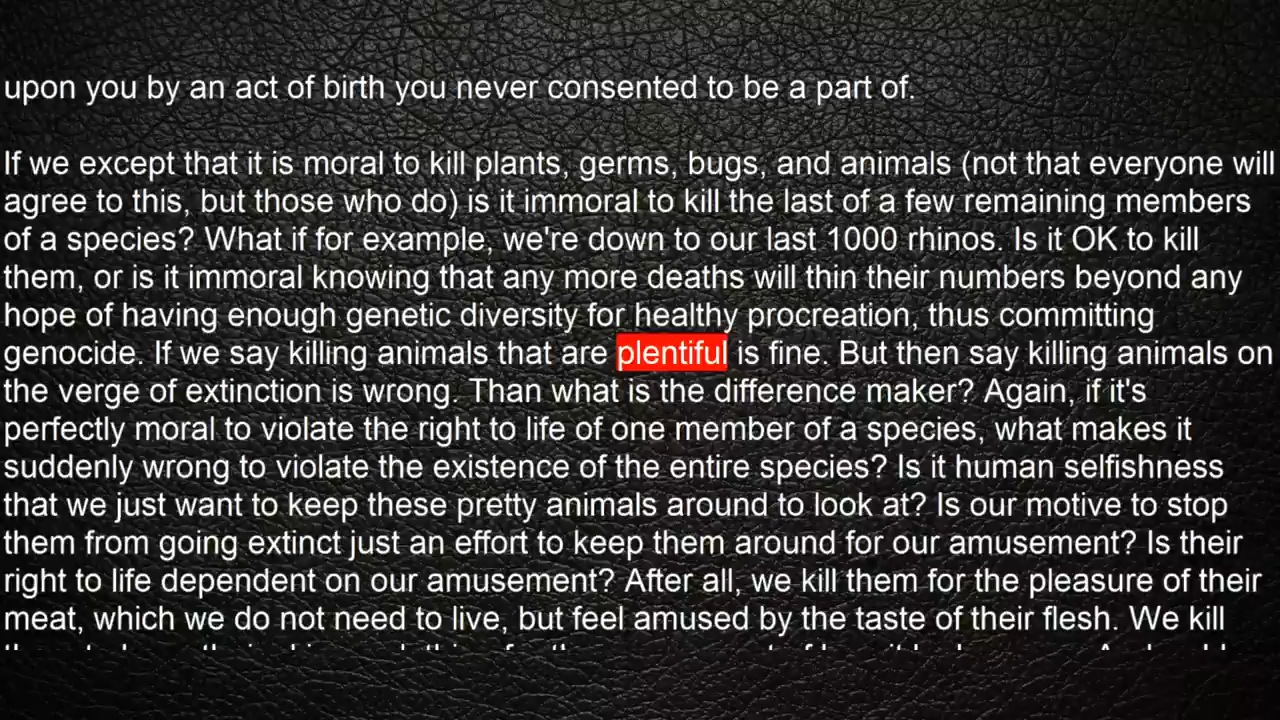 upon you by an act of birth you never consented to be a part of.
If we except that it is moral to kill plants, germs, bugs, and animals (not that everyone will
agree to this, but those who do) is it immoral to kill the last of a few remaining members
of a species? What if for example, we're down to our last 1000 rhinos. Is it OK to kill
them, or is it immoral knowing that any more deaths will thin their numbers beyond any
hope of having enough genetic diversity for healthy procreation, thus committing
genocide. If we say killing animals that are plentiful is fine. But then say killing animals on
the verge of extinction is wrong. Than what is the difference maker? Again, if it's
perfectly moral to violate the right to life of one member of a species, what makes it
suddenly wrong to violate the existence of the entire species? Is it human selfishness
that we just want to keep these pretty animals around to look at? Is our motive to stop
them from going extinct just an effort to keep them around for our amusement? Is their
right to life dependent on our amusement? After all, we kill them for the pleasure of their
meat, which we do not need to live, but feel amused by the taste of their flesh. We kill